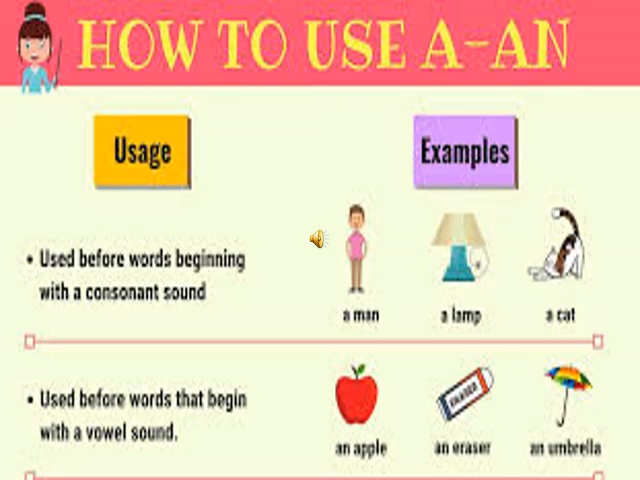 HOW TO USE A-AN
Usage
Examples
• Used before words beginning
with a consonant sound
a man
a lamp
a cat
• Used before words that begin
with a vowel sound.
ERASER
an apple
an eraser
an umbrella